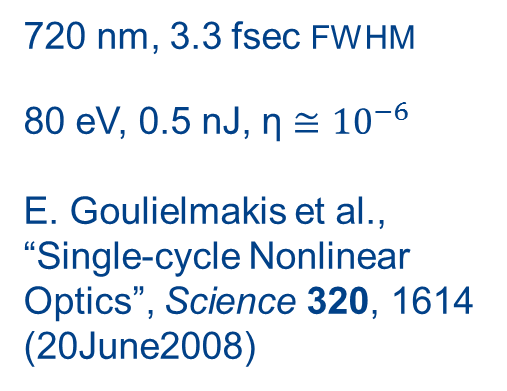 720 nm, 3.3 fsec FWHM
80 eV, 0.5 nJ, η ≅ 10⁻⁶
E. Goulielmakis et al.,
“Single-cycle Nonlinear
Optics”, Science 320, 1614
(20June2008)